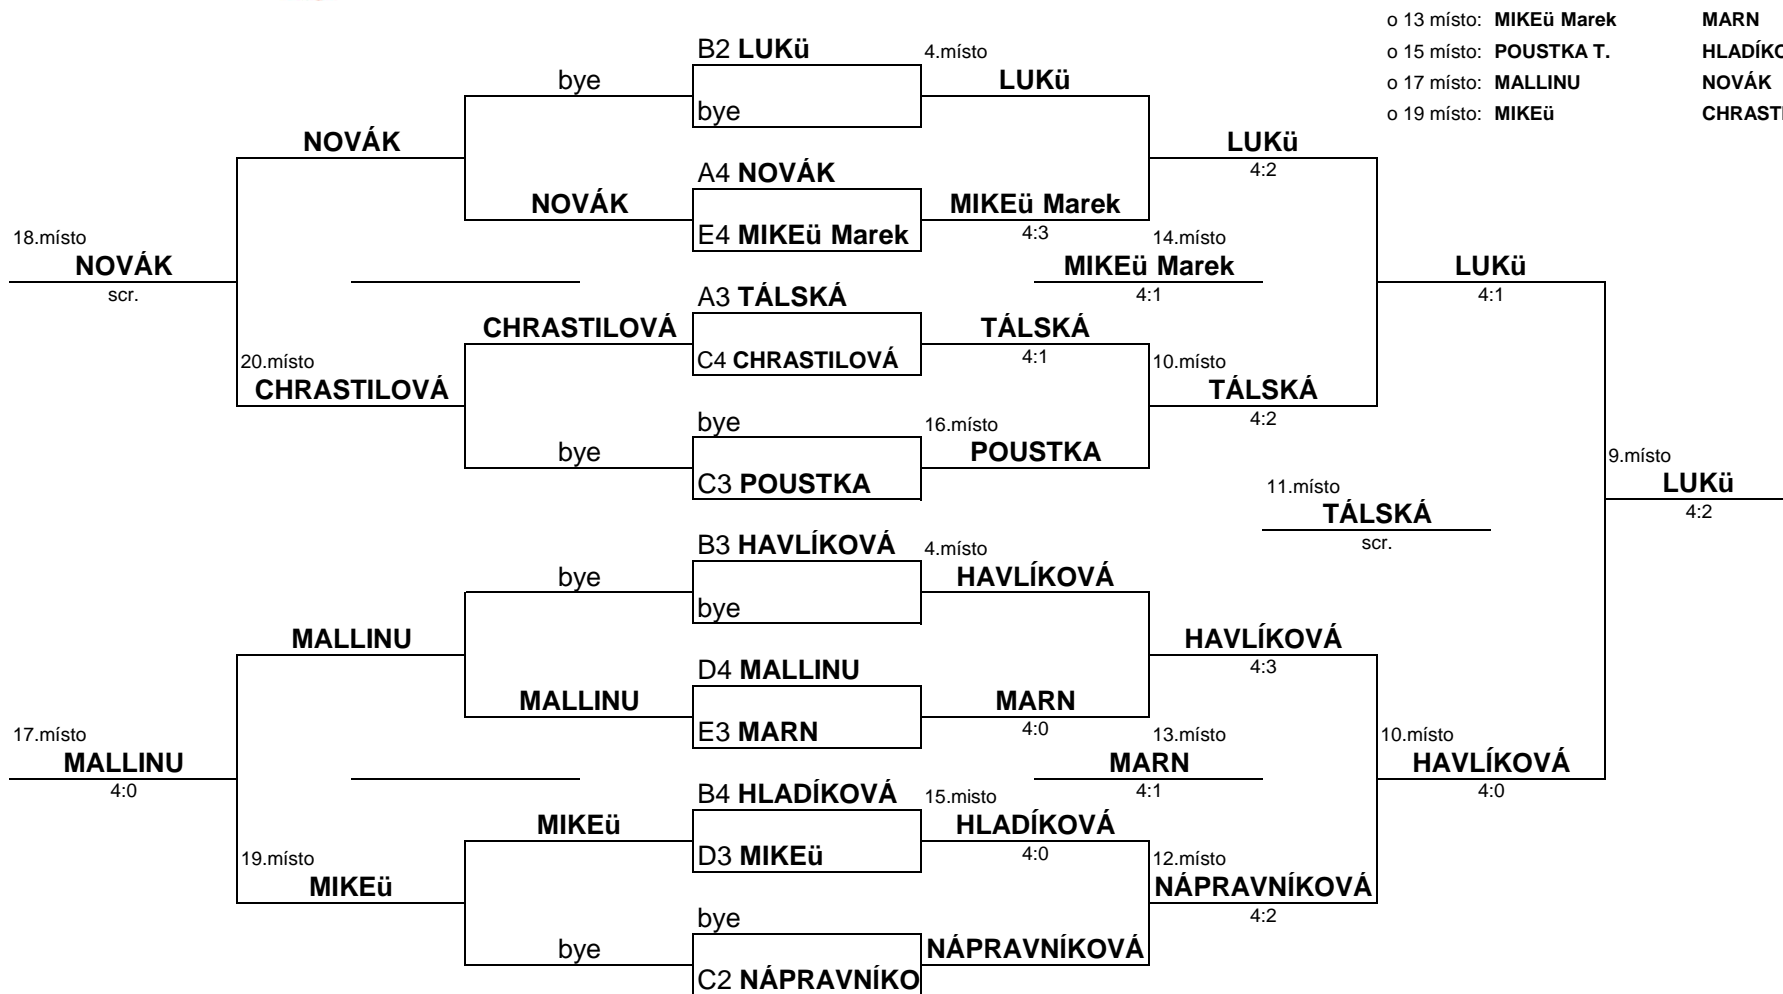 o 13 místo: MIKEü Marek MARN
o 15 místo: POUSTKA T. HLADÍKO
o 17 místo: MALLINU NOVÁK
o 19 místo: MIKEü CHRASTI
B2 LUKü 4.místo
bye LUKü
bye
NOVÁK LUKü
4:2
A4 NOVÁK
NOVÁK MIKEü Marek
E4 MIKEü Marek 4:3 14.místo
18.místo
NOVÁK MIKEü Marek LUKü
scr. 4:1 4:1
A3 TÁLSKÁ
CHRASTILOVÁ TÁLSKÁ
C4 CHRASTILOVÁ 4:1 10.místo
20.místo
CHRASTILOVÁ TÁLSKÁ
4:2
bye 16.místo
bye POUSTKA 9.místo
C3 POUSTKA LUKü
4:2
11.místo
TÁLSKÁ
scr.
B3 HAVLÍKOVÁ 4.místo
bye HAVLÍKOVÁ
bye
MALLINU HAVLÍKOVÁ
4:3
D4 MALLINU
MALLINU MARN
E3 MARN 4:0 13.místo 10.místo
17.místo
MALLINU MARN HAVLÍKOVÁ
4:0 4:1 4:0
B4 HLADÍKOVÁ 15.misto
MIKEü HLADÍKOVÁ
D3 MIKEü 4:0 12.místo
19.místo
MIKEü NÁPRAVNÍKOVÁ
4:2
bye
bye NÁPRAVNÍKOVÁ
C2 NÁPRAVNÍKO